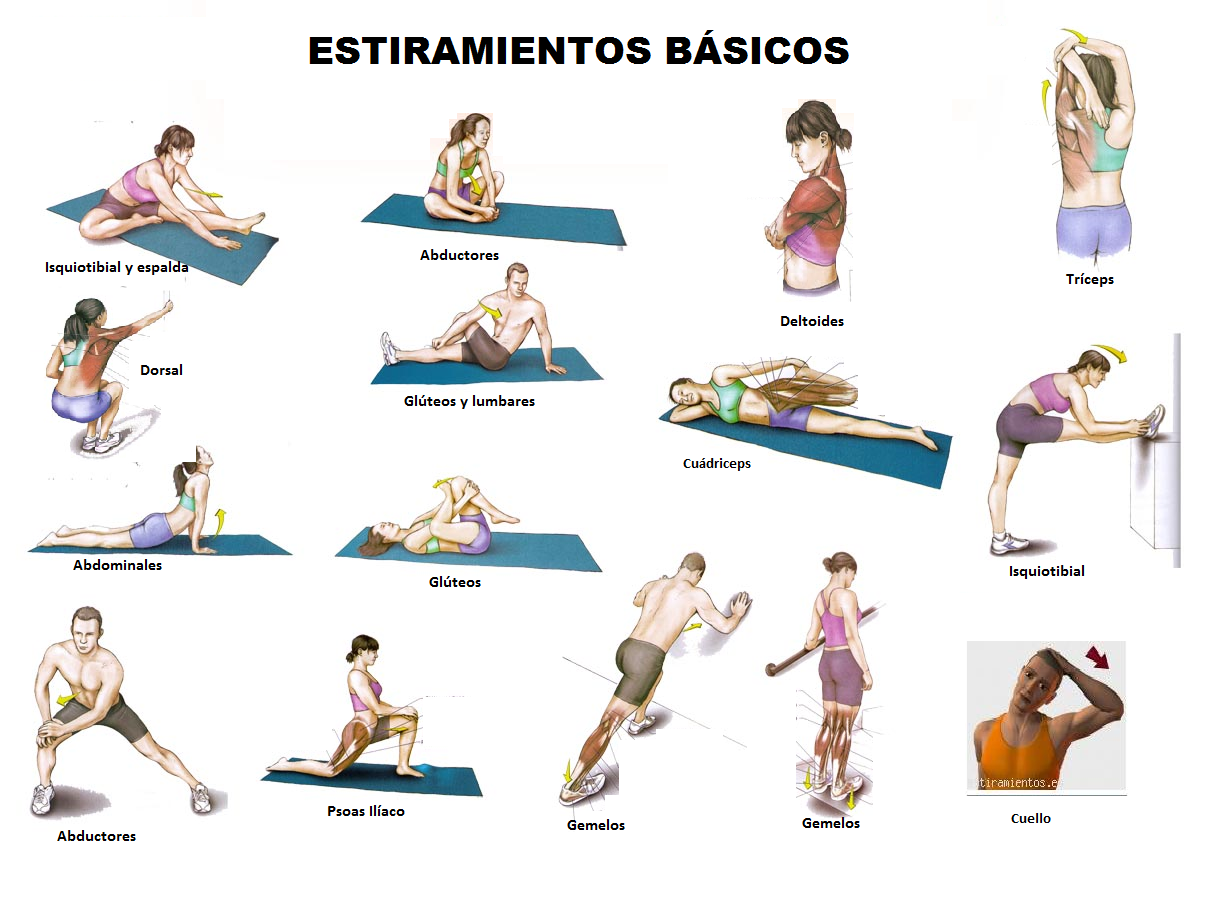 ESTIRAMIENTOS BÁSICOS
Isquiotibial y espalda
Abductores
Deltoides
Tríceps
Dorsal
Glúteos y lumbares
Cuádriceps
Isquiotibial
Abdominales
Glúteos
Abductores
Psoas Ilíaco
Gemelos
Gemelos
tiramientos.e
Cuello